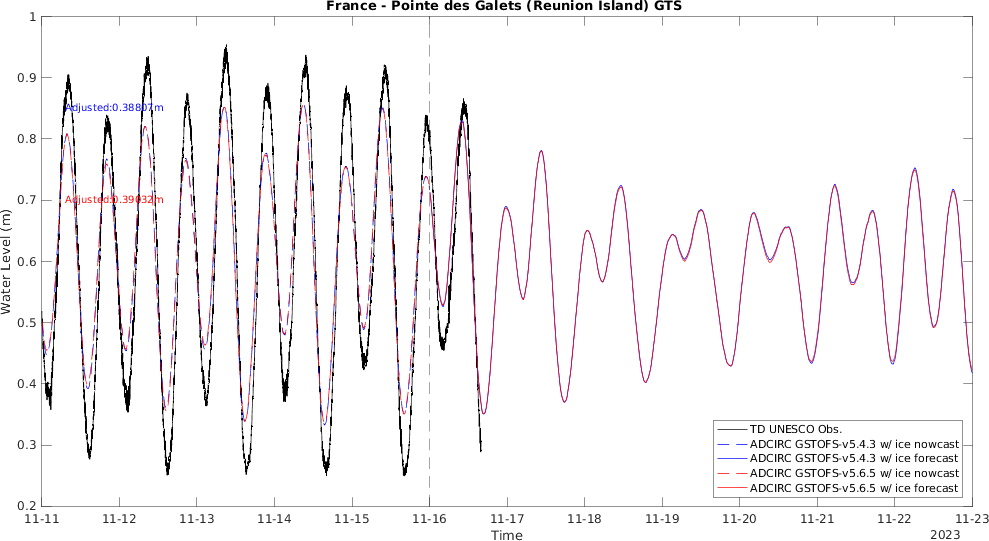 France - Pointe des Galets (Reunion Island) GTS
1
0.9
0.8
0.7
0.6
0.5
0.4
0.3
0.2
Water Level (m)
Adjusted:0.38807m
Adjusted:0.39032m
TD UNESCO Obs.
ADCIRC GSTOFS-v5.4.3 w/ ice nowcast
ADCIRC GSTOFS-v5.4.3 w/ ice forecast
ADCIRC GSTOFS-v5.6.5 w/ ice nowcast
ADCIRC GSTOFS-v5.6.5 w/ ice forecast
11-11 11-12 11-13 11-14 11-15 11-16 11-17 11-18 11-19 11-20 11-21 11-22 11-23
Time
2023